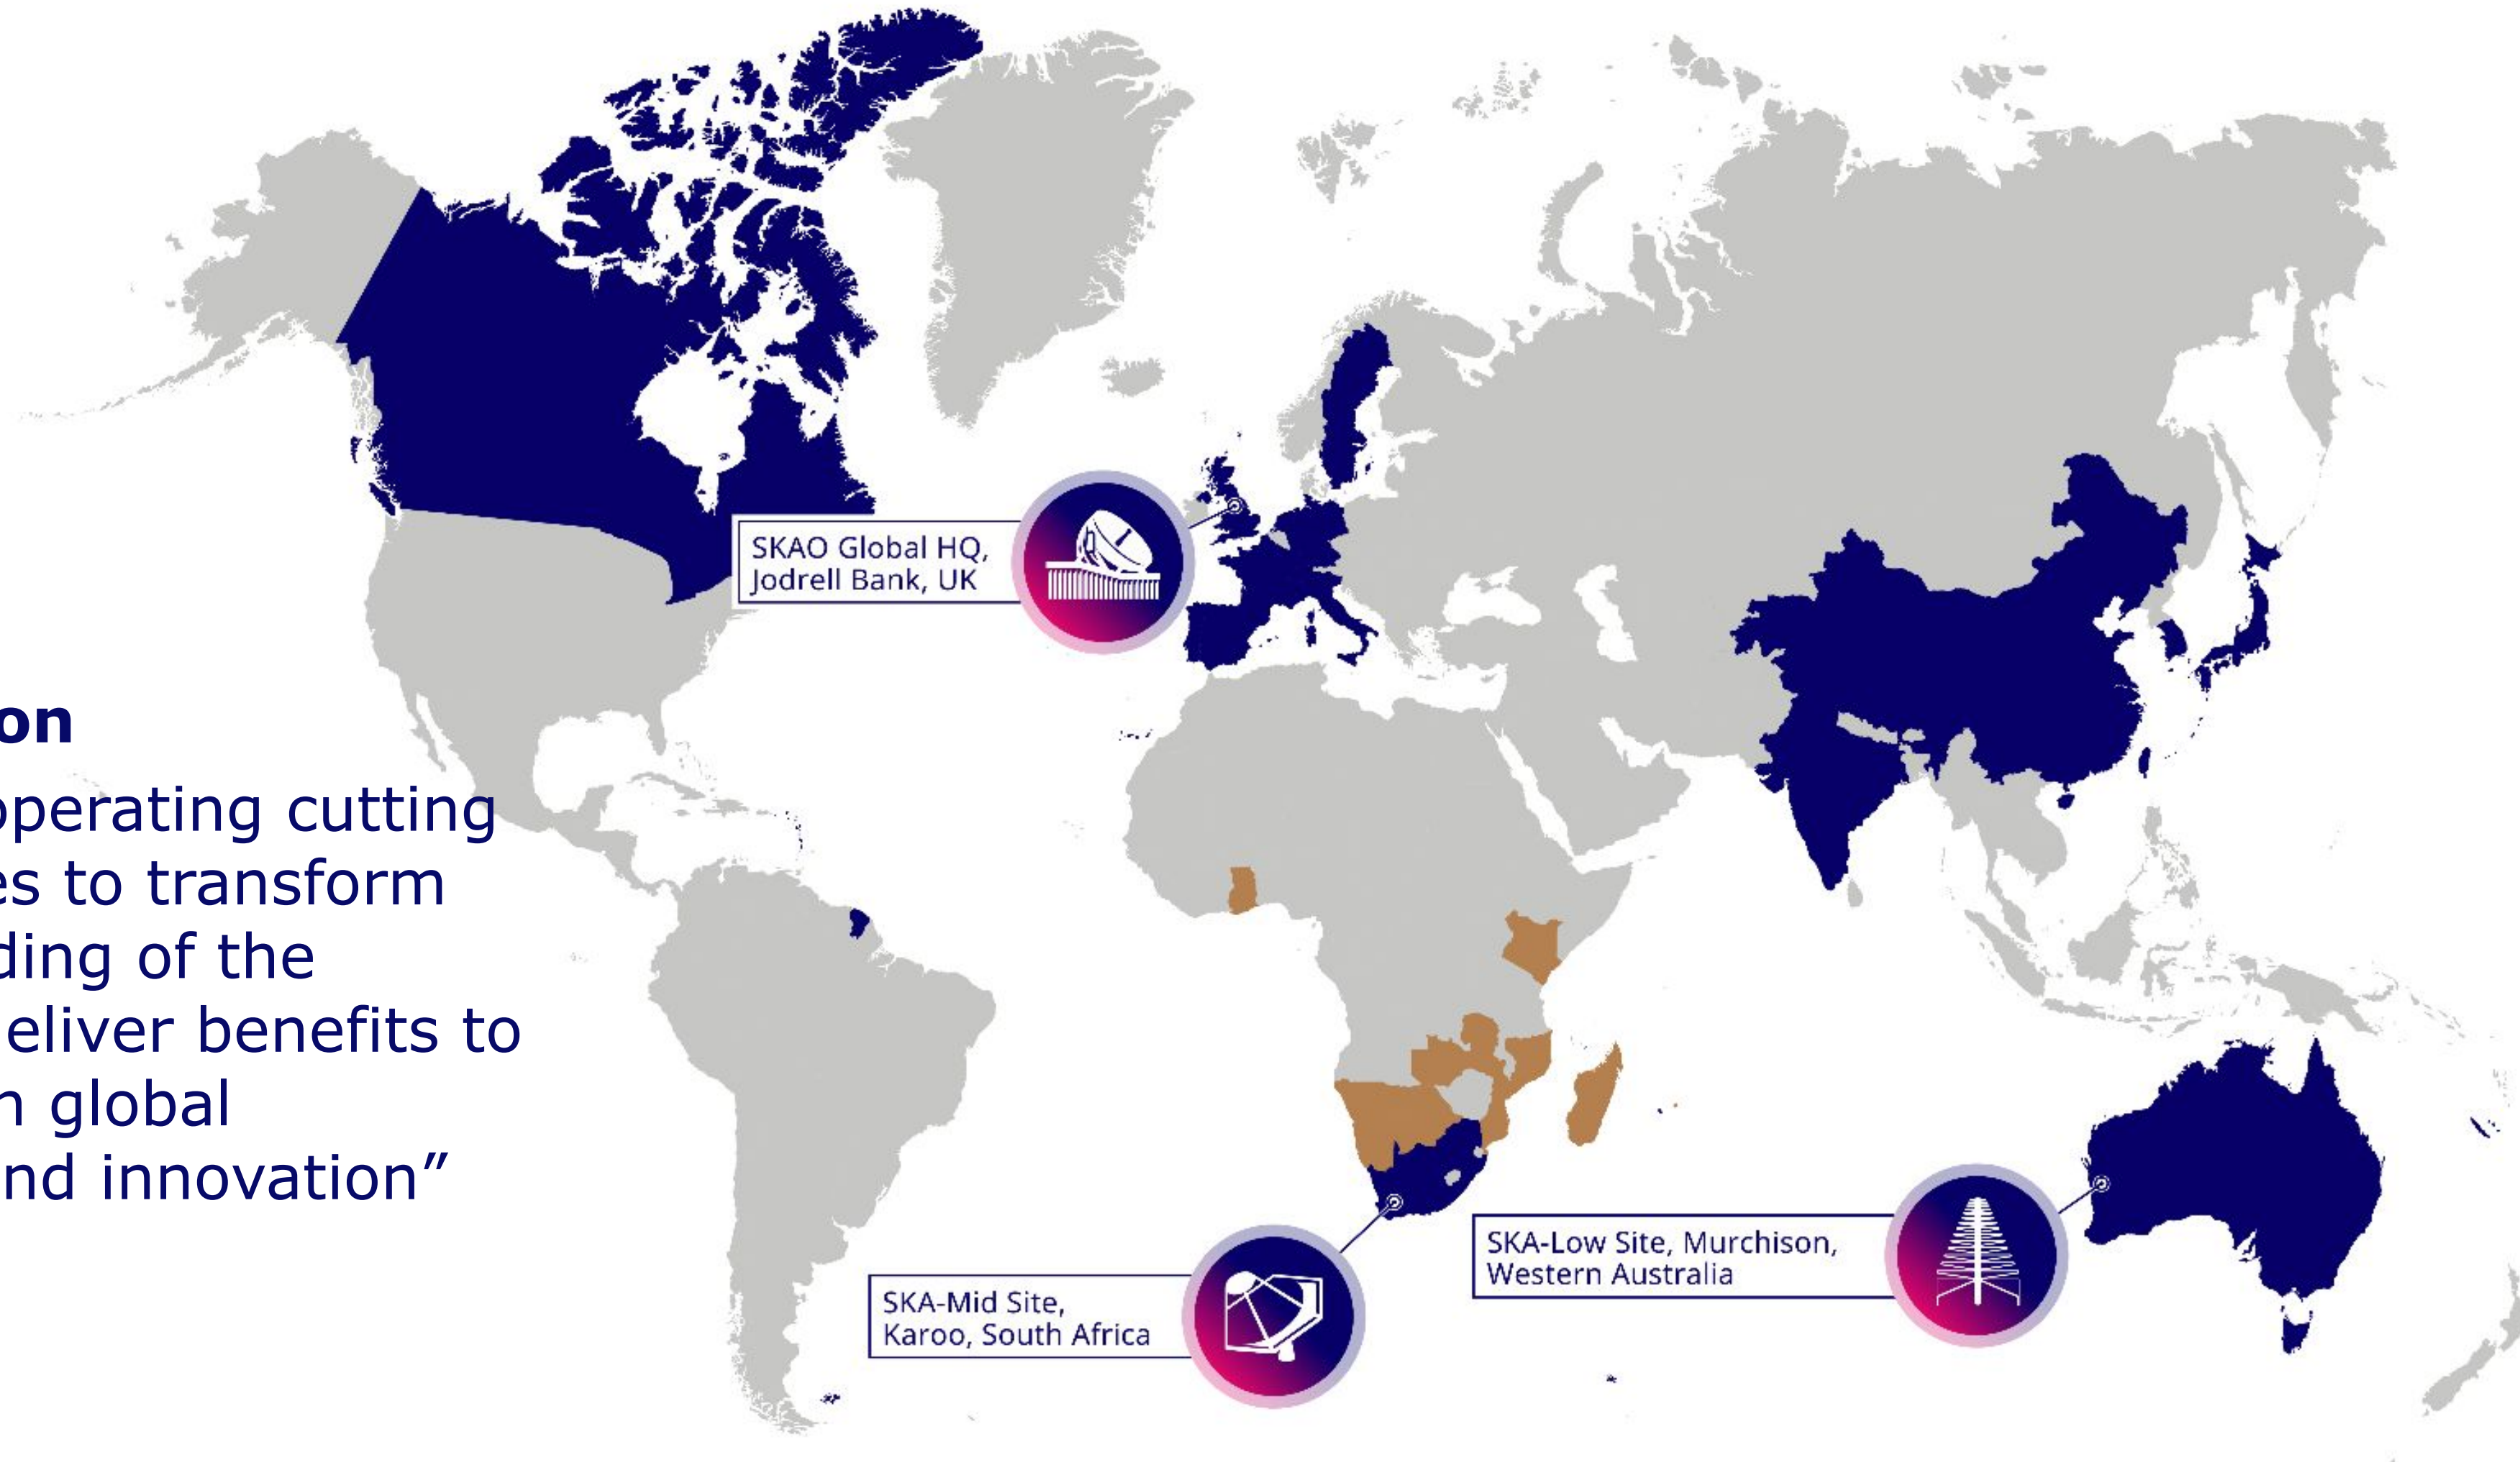 on
operating cutting
es to transform
ding of the
eliver benefits to
n global
nd innovation”
SKAO Global HQ,
Jodrell Bank, UK
SKA-Mid Site,
Karoo, South Africa
SKA-Low Site, Murchison,
Western Australia